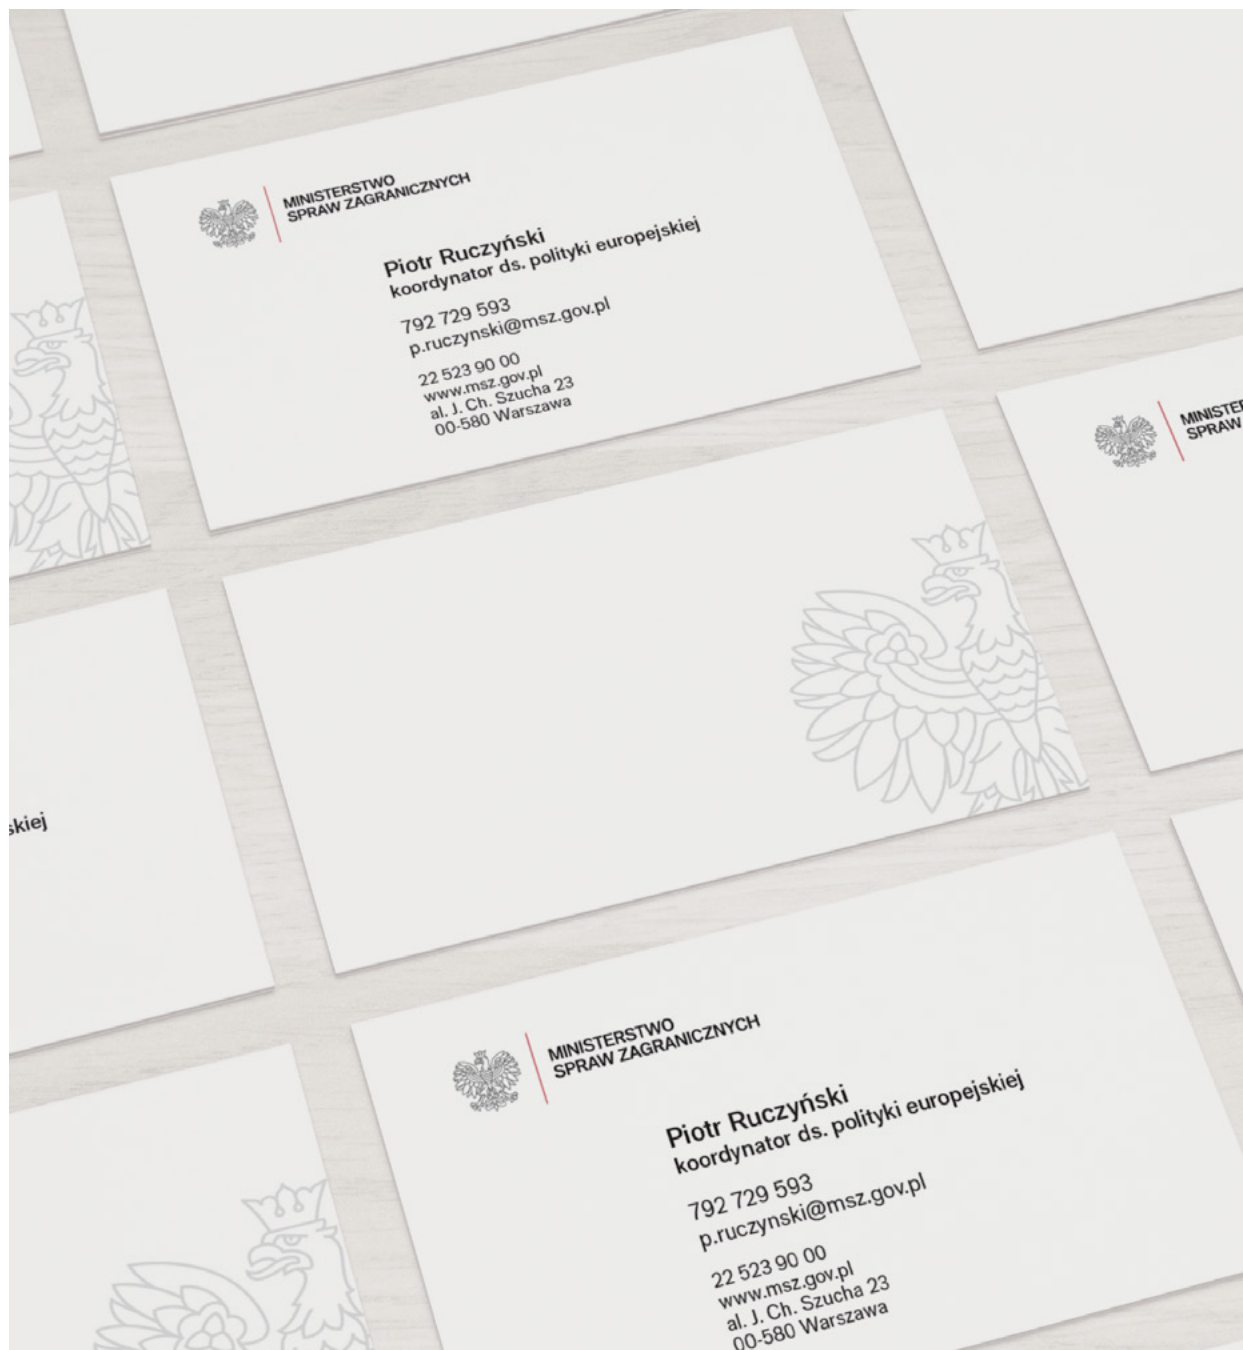 MINISTERSTWO
SPRAW ZAGRANICZNYCH
Piotr Ruczyński
koordynator ds. polityki europejskiej
792 729 593
p.ruczynski@msz.gov.pl
22 523 90 00
www.msz.gov.pl
al. J. Ch. Szucha 23
00-580 Warszawa
SPRAW
MINISTERSTWO
SPRAW ZAGRANICZNYCH
Piotr Ruczyński
koordynator ds. polityki europejskiej
792 729 593
p.ruczynski@msz.gov.pl
22 523 90 00
www.msz.gov.pl
al. J. Ch. Szucha 23
00-580 Warszawa